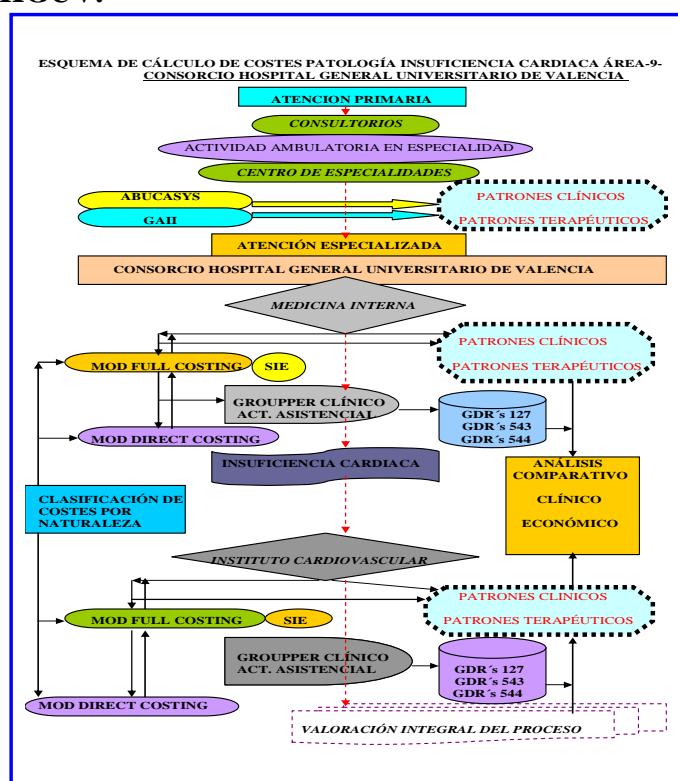 ESQUEMA DE CÁLCULO DE COSTES PATOLOGÍA INSUFICIENCIA CARDIACA ÁREA-9-
CONSORCIO HOSPITAL GENERAL UNIVERSITARIO DE VALENCIA
ATENCION PRIMARIA
CONSULTORIOS
ACTIVIDAD AMBULATORIA EN ESPECIALIDAD
CENTRO DE ESPECIALIDADES
ABUCASYS
GAII
PATRONES CLÍNICOS
PATRONES TERAPÉUTICOS
ATENCIÓN ESPECIALIZADA
CONSORCIO HOSPITAL GENERAL UNIVERSITARIO DE VALENCIA
MEDICINA INTERNA
PATRONES CLÍNICOS
PATRONES TERAPÉUTICOS
MOD FULL COSTING
SIE
GROUPPER CLÍNICO
ACT. ASISTENCIAL
GDR´s 127
GDR´s 543
GDR´s 544
MOD DIRECT COSTING
INSUFICIENCIA CARDIACA
ANÁLISIS
COMPARATIVO
CLÍNICO
ECONÓMICO
CLASIFICACIÓN DE
COSTES POR
NATURALEZA
INSTITUTO CARDIOVASCULAR
PATRONES CLÍNICOS
PATRONES TERAPÉUTICOS
MOD FULL COSTING
SIE
GROUPPER CLÍNICO
ACT. ASISTENCIAL
GDR´s 127
GDR´s 543
GDR´s 544
MOD DIRECT COSTING
VALORACIÓN INTEGRAL DEL PROCESO